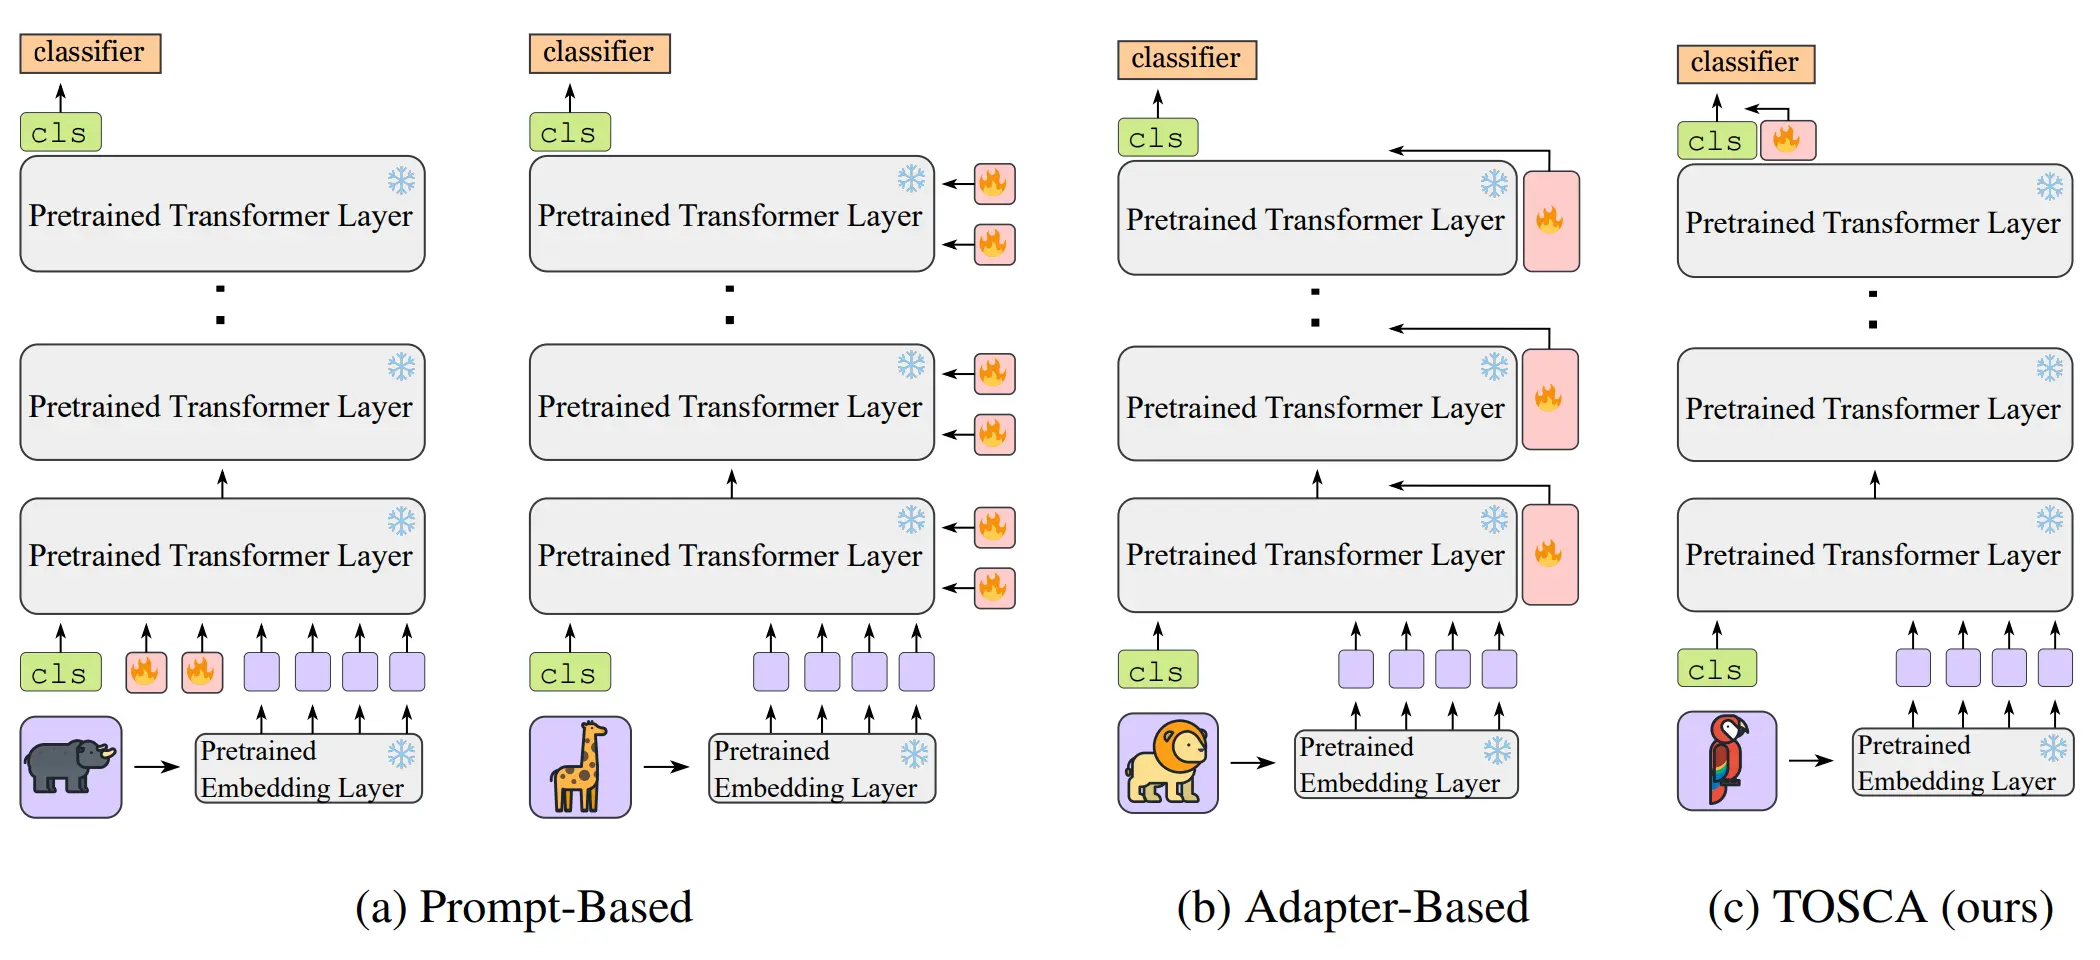 classifier
cls
Pretrained Transformer Layer
Pretrained Transformer Layer
Pretrained Transformer Layer
cls
Pretrained
Embedding Layer
classifier
cls
Pretrained Transformer Layer
Pretrained Transformer Layer
Pretrained Transformer Layer
cls
Pretrained
Embedding Layer
(a) Prompt-Based
classifier
cls
Pretrained Transformer Layer
Pretrained Transformer Layer
Pretrained Transformer Layer
cls
Pretrained
Embedding Layer
(b) Adapter-Based
classifier
cls
Pretrained Transformer Layer
Pretrained Transformer Layer
Pretrained Transformer Layer
cls
Pretrained
Embedding Layer
(c) TOSCA (ours)